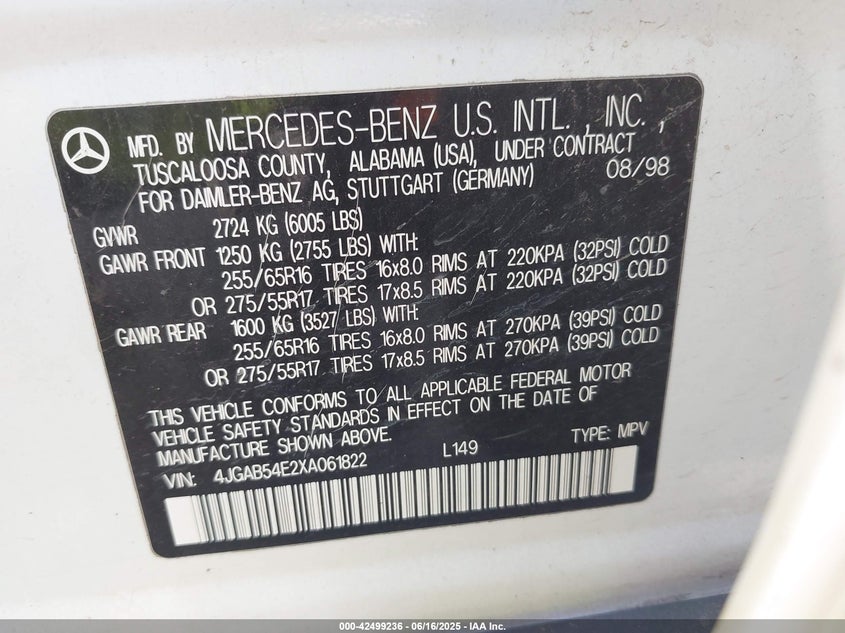 MFD. BY MERCEDES-BENZ U.S. INTL., INC.,
TUSCALOOSA COUNTY, ALABAMA (USA), UNDER CONTRACT
FOR DAIMLER-BENZ AG, STUTTGART (GERMANY) 08/98
GVWR 2724 KG (6005 LBS)
GAWR FRONT 1250 KG (2755 LBS) WITH:
255/65R16 TIRES 16x8.0 RIMS AT 220KPA (32PSI) COLD
OR 275/55R17 TIRES 17x8.5 RIMS AT 220KPA (32PSI) COLD
GAWR REAR 1600 KG (3527 LBS) WITH:
255/65R16 TIRES 16x8.0 RIMS AT 270KPA (39PSI) COLD
OR 275/55R17 TIRES 17x8.5 RIMS AT 270KPA (39PSI) COLD
THIS VEHICLE CONFORMS TO ALL APPLICABLE FEDERAL MOTOR
VEHICLE SAFETY STANDARDS IN EFFECT ON THE DATE OF
MANUFACTURE SHOWN ABOVE.
VIN: 4JGAB54E2XA061822 L149 TYPE: MPV
000-42499236 - 06/16/2025 - IAA Inc.